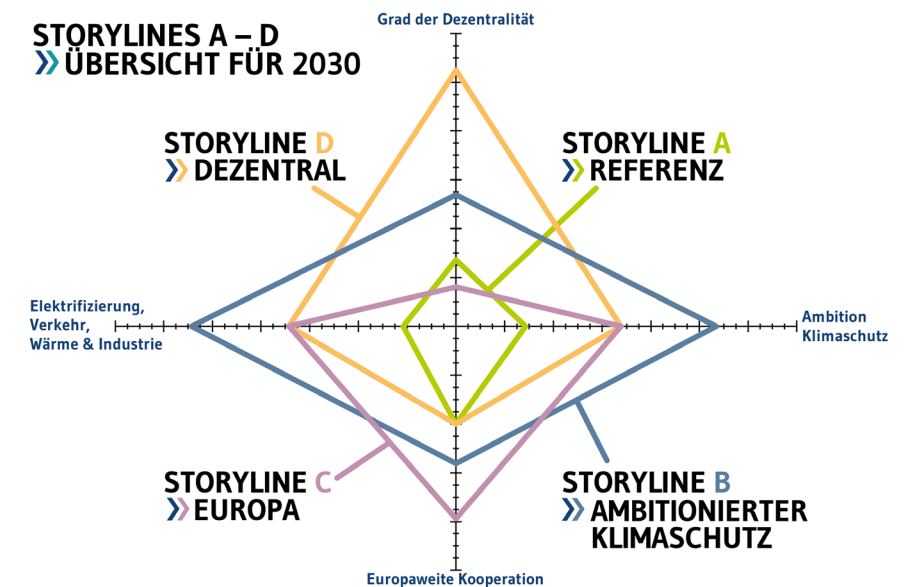 Grad der Dezentralität
STORYLINES A – D
ÜBERSICHT FÜR 2030
STORYLINE D
DEZENTRAL
STORYLINE A
REFERENZ
Elektrifizierung,
Verkehr,
Wärme & Industrie
Ambition
Klimaschutz
STORYLINE C
EUROPA
STORYLINE B
AMBITIONIERTER
KLIMASCHUTZ
Europaweite Kooperation